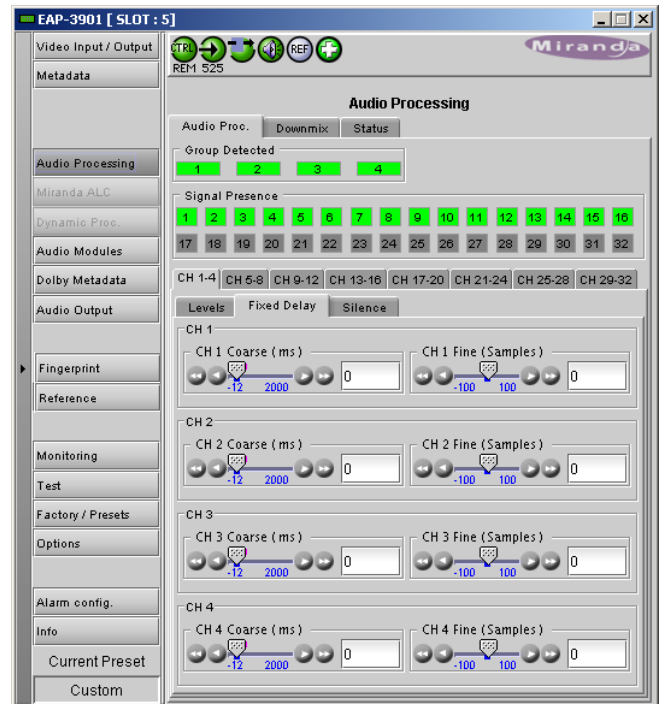 EAP-3901 [ SLOT : 5]
Video Input / Output
Metadata
Audio Processing
Miranda ALC
Dynamic Proc.
Audio Modules
Dolby Metadata
Audio Output
Fingerprint
Reference
Monitoring
Test
Factory / Presets
Options
Alarm config.
Info
Current Preset
Custom
CTRL REF
REM 525
Miranda
Audio Processing
Audio Proc. Downmix Status
Group Detected
1 2 3 4
Signal Presence
1 2 3 4 5 6 7 8 9 10 11 12 13 14 15 16
17 18 19 20 21 22 23 24 25 26 27 28 29 30 31 32
CH 1-4 CH 5-8 CH 9-12 CH 13-16 CH 17-20 CH 21-24 CH 25-28 CH 29-32
Levels Fixed Delay Silence
CH 1
CH 1 Coarse ( ms ) CH 1 Fine (Samples )
0 0
-12 2000 -100 100
CH 2
CH 2 Coarse ( ms ) CH 2 Fine (Samples )
0 0
-12 2000 -100 100
CH 3
CH 3 Coarse ( ms ) CH 3 Fine (Samples )
0 0
-12 2000 -100 100
CH 4
CH 4 Coarse ( ms ) CH 4 Fine (Samples )
0 0
-12 2000 -100 100